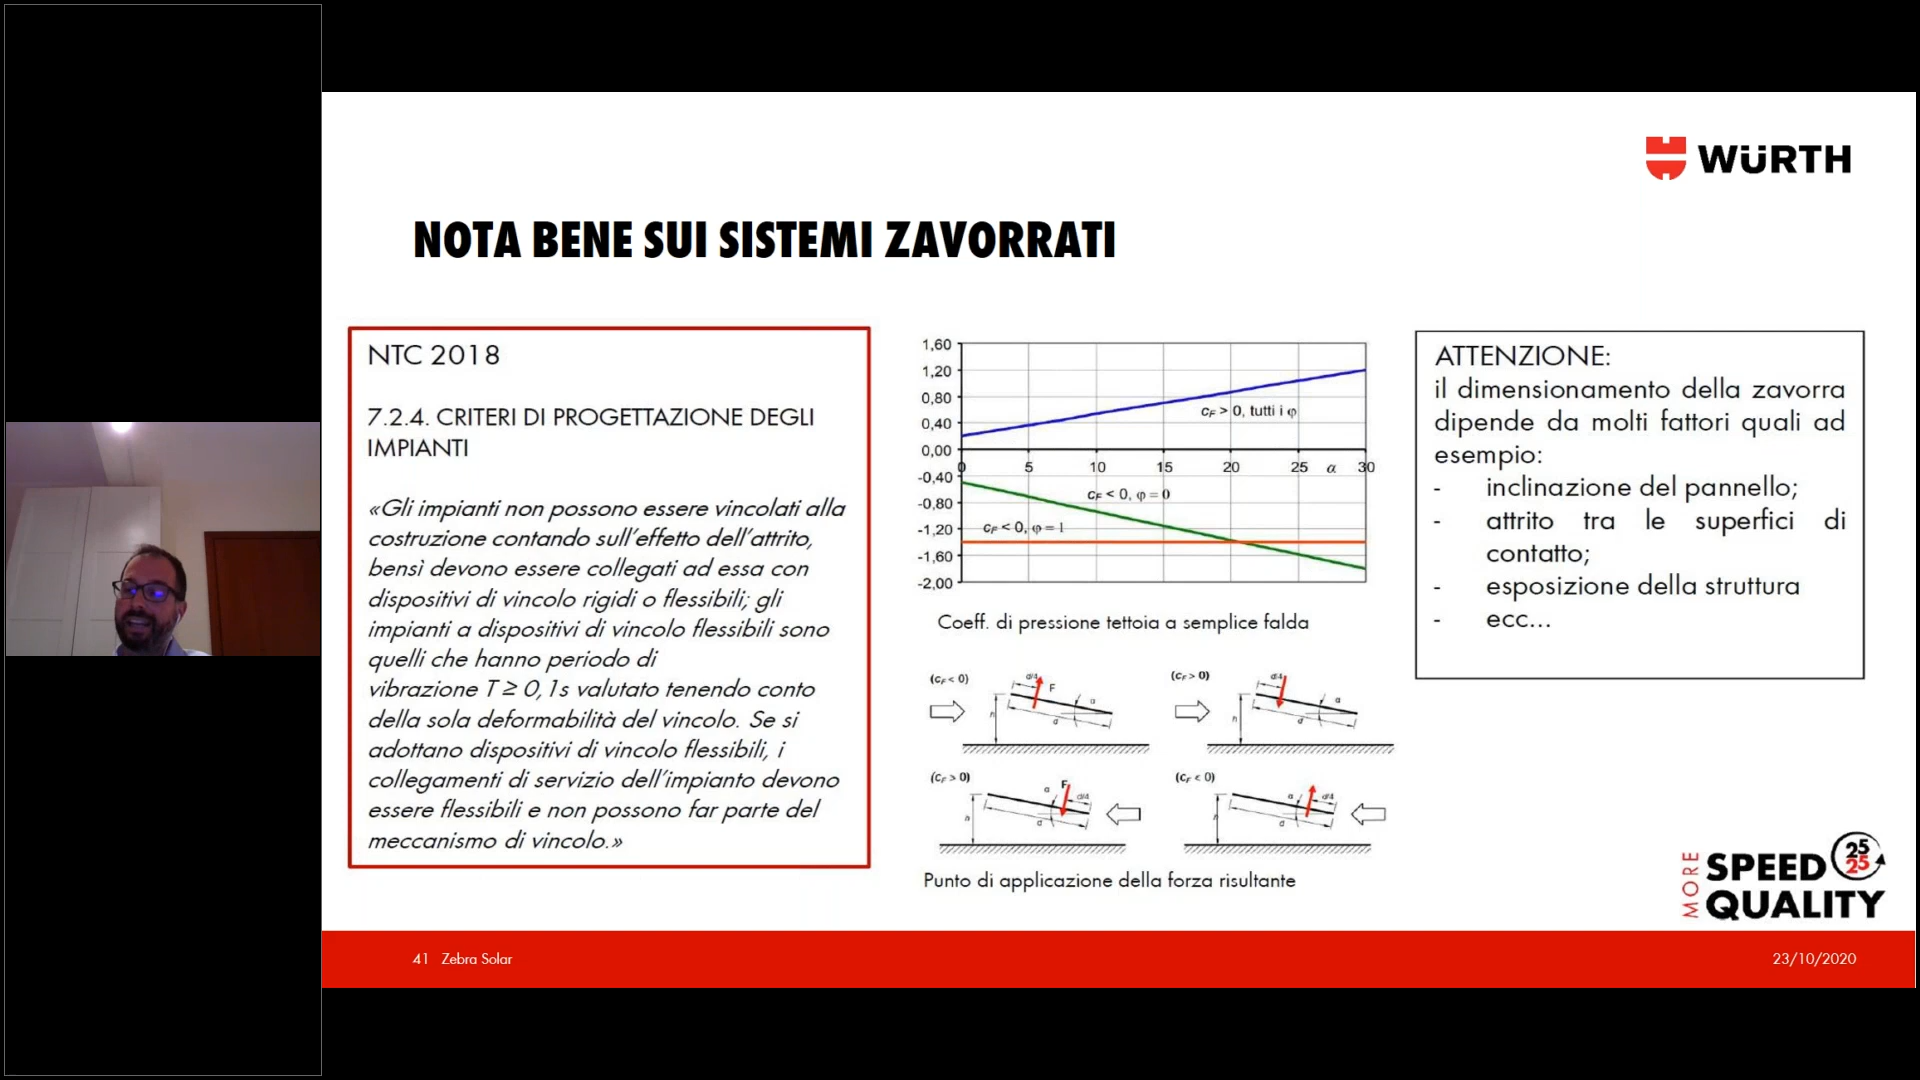 WÜRTH
NOTA BENE SUI SISTEMI ZAVORRATI
NTC 2018
7.2.4. CRITERI DI PROGETTAZIONE DEGLI
IMPIANTI
«Gli impianti non possono essere vincolati alla
costruzione contando sull'effetto dell'attrito,
bensì devono essere collegati ad essa con
dispositivi di vincolo rigidi o flessibili; gli
impianti a dispositivi di vincolo flessibili sono
quelli che hanno periodo di
vibrazione T ≥ 0,1s valutato tenendo conto
della sola deformabilità del vincolo. Se si
adottano dispositivi di vincolo flessibili, i
collegamenti di servizio dell'impianto devono
essere flessibili e non possono far parte del
meccanismo di vincolo.»
1,60
1,20
0,80
0,40
0,00
-0,40
-0,80
-1,20
-1,60
-2,00
0 5 10 15 20 25 α 30
cF > 0, tutti i φ
cF < 0, φ = 0
cF < 0, φ = 1
Coeff. di pressione tettoia a semplice falda
(cF < 0) d/4 F α h d
(cF > 0) d/4 α h d
(cF > 0) α F d/4 h d
(cF < 0) α d/4 h d
Punto di applicazione della forza risultante
ATTENZIONE:
il dimensionamento della zavorra
dipende da molti fattori quali ad
esempio:
- inclinazione del pannello;
- attrito tra le superfici di
contatto;
- esposizione della struttura
- ecc...
MORE
SPEED
25
25
QUALITY
41 Zebra Solar
23/10/2020